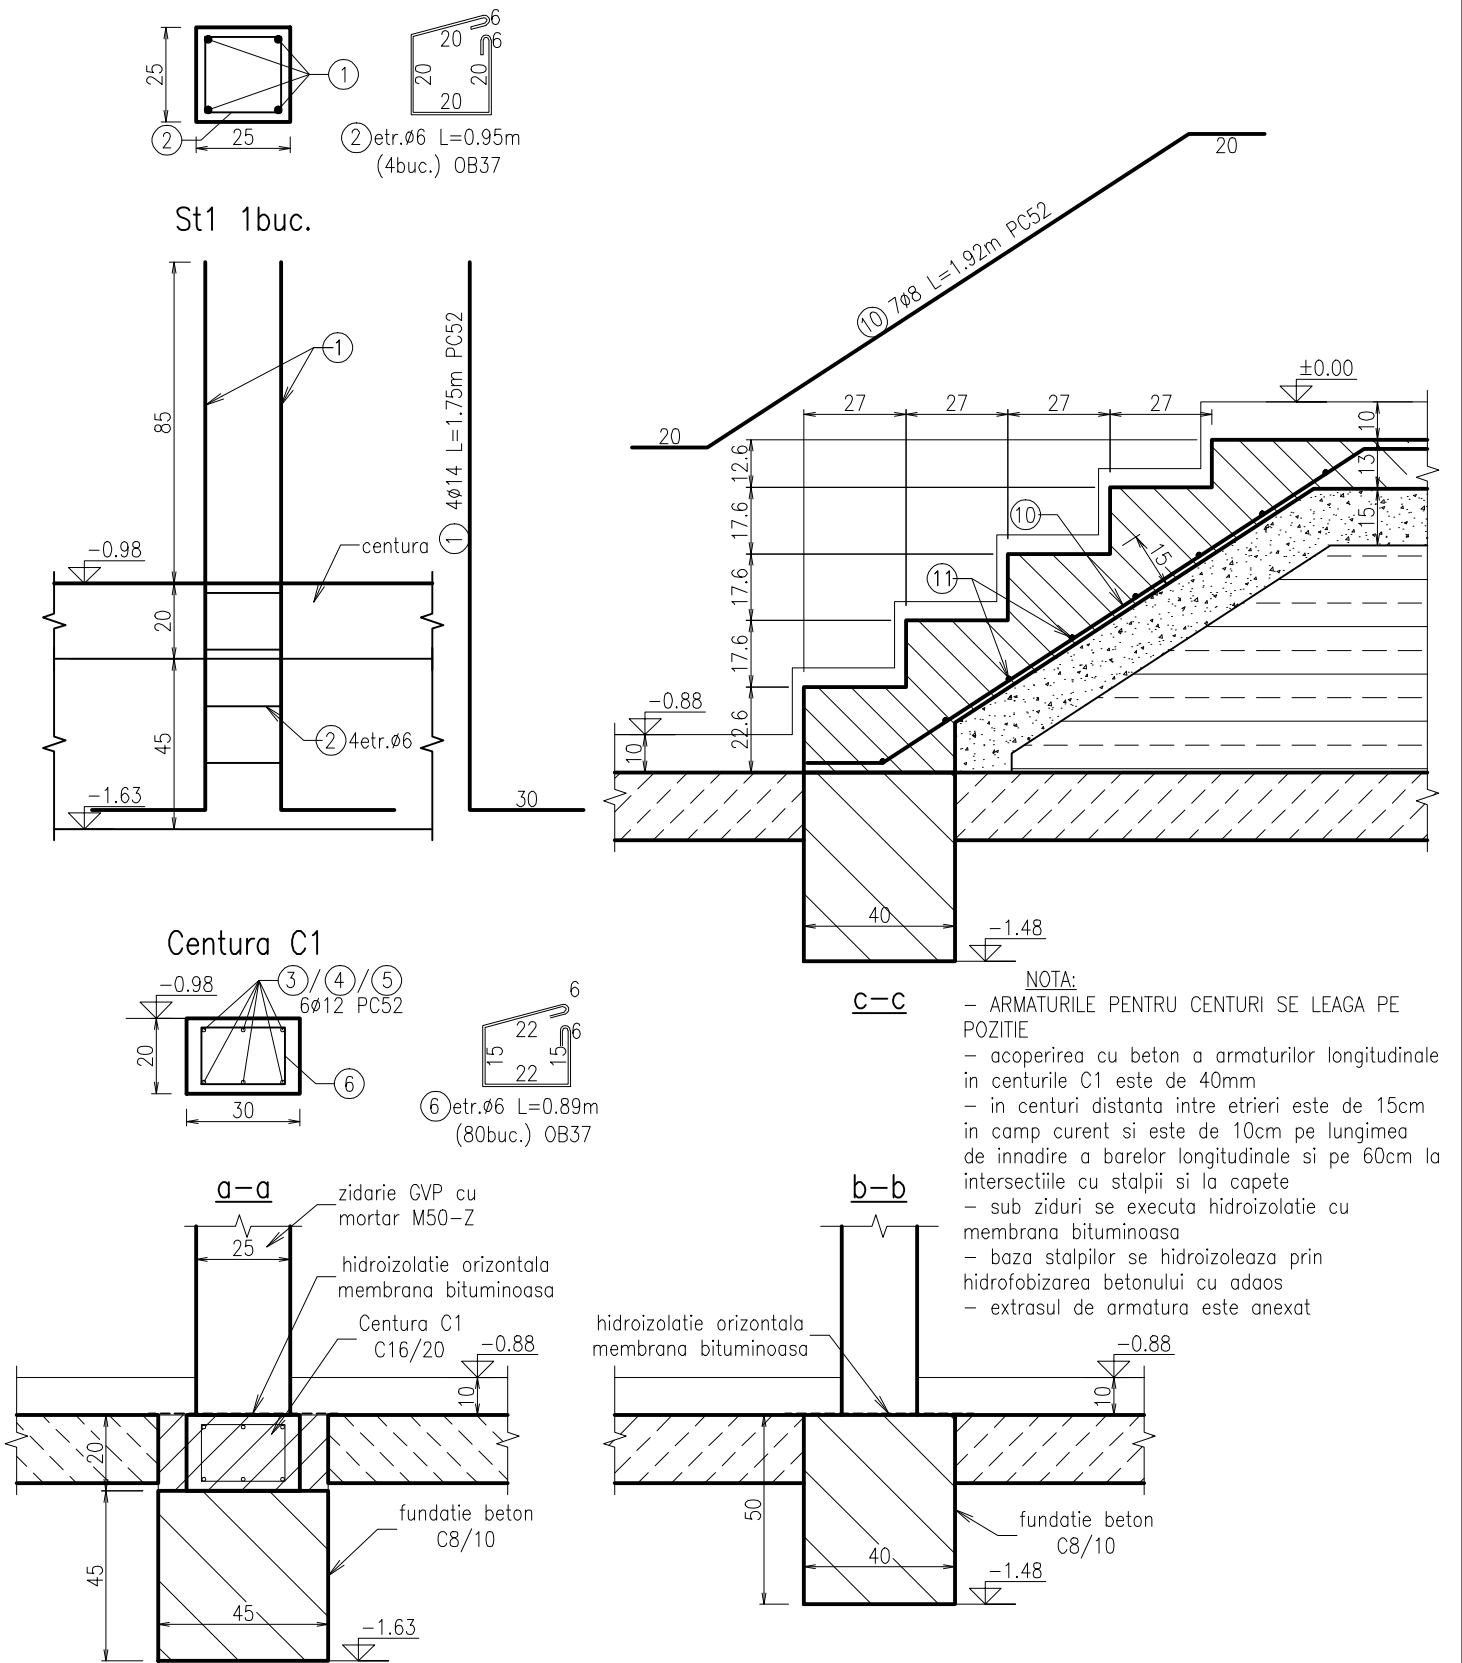 6
20
6
25
20
20
20
1
2
25
2 etr.ø6 L=0.95m
(4buc.) OB37
St1 1buc.
85
1
1 4ø14 L=1.75m PC52
centura
-0.98
20
45
2 4etr.ø6
-1.63
30
20
10 7ø8 L=1.92m PC52
20
±0.00
27
27
27
27
10
12.6
13
17.6
10
15
17.6
11
15
17.6
-0.88
22.6
10
40
-1.48
c-c
Centura C1
-0.98
3 / 4 / 5
6ø12 PC52
20
6
30
6
22
6
15
15
22
6 etr.ø6 L=0.89m
(80buc.) OB37
NOTA:
- ARMATURILE PENTRU CENTURI SE LEAGA PE
POZITIE
- acoperirea cu beton a armaturilor longitudinale
in centurile C1 este de 40mm
- in centuri distanta intre etrieri este de 15cm
in camp curent si este de 10cm pe lungimea
de innadire a barelor longitudinale si pe 60cm la
intersectiile cu stalpii si la capete
- sub ziduri se executa hidroizolatie cu
membrana bituminoasa
- baza stalpilor se hidroizoleaza prin
hidrofobizarea betonului cu adaos
- extrasul de armatura este anexat
a-a
zidarie GVP cu
mortar M50-Z
25
hidroizolatie orizontala
membrana bituminoasa
Centura C1
C16/20
-0.88
10
20
fundatie beton
C8/10
45
45
-1.63
b-b
hidroizolatie orizontala
membrana bituminoasa
-0.88
10
50
fundatie beton
C8/10
40
-1.48